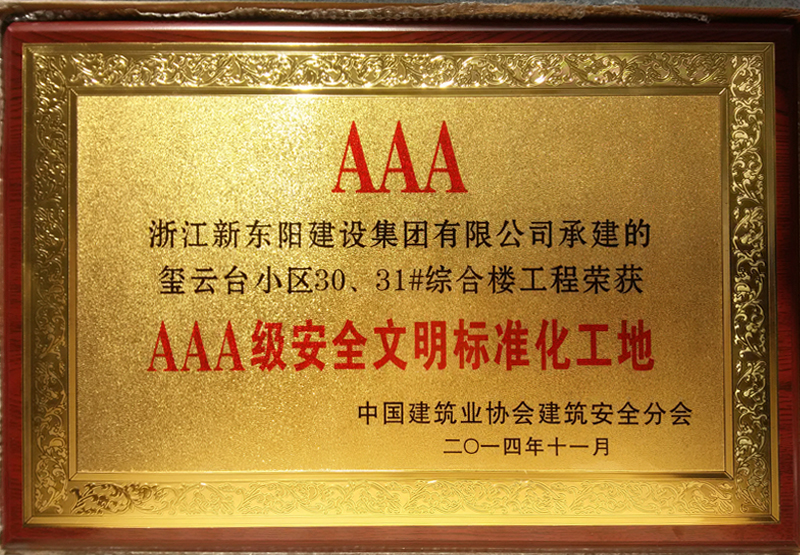 AAA
浙江新东阳建设集团有限公司承建的
玺云台小区30、31#综合楼工程荣获
AAA级安全文明标准化工地
中国建筑业协会建筑安全分会
二〇一四年十一月